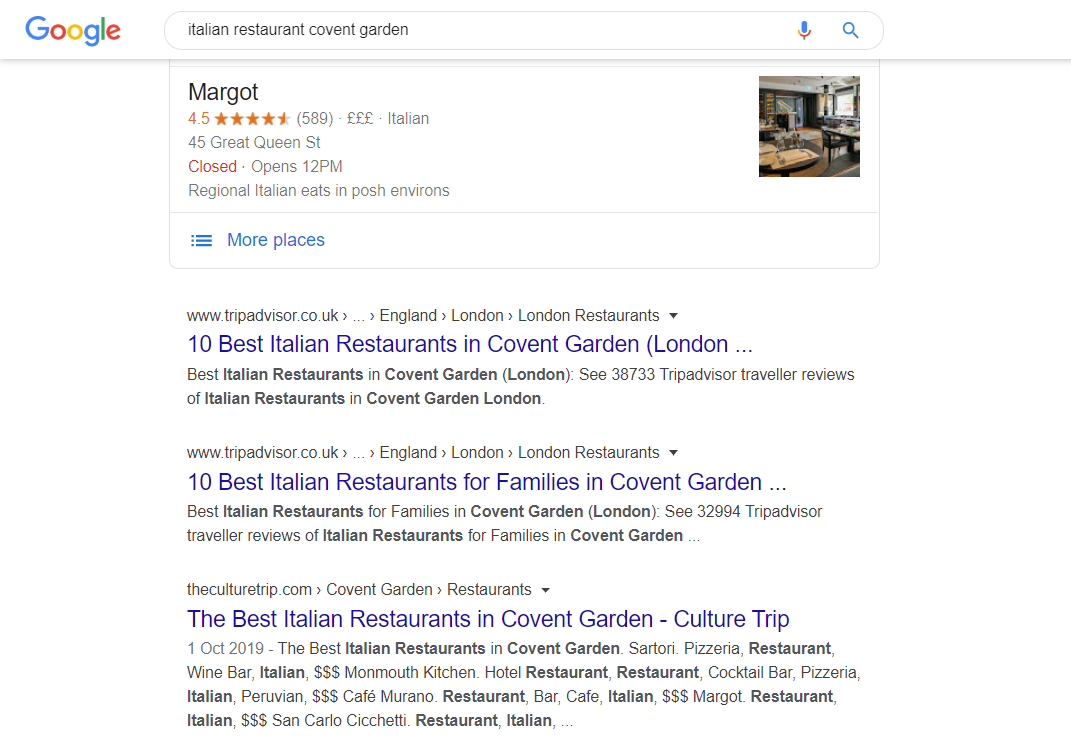 Google
italian restaurant covent garden
Margot
4.5 (589) · £££ · Italian
45 Great Queen St
Closed · Opens 12PM
Regional Italian eats in posh environs
More places
www.tripadvisor.co.uk › ... › England › London › London Restaurants
10 Best Italian Restaurants in Covent Garden (London ...
Best Italian Restaurants in Covent Garden (London): See 38733 Tripadvisor traveller reviews
of Italian Restaurants in Covent Garden London.
www.tripadvisor.co.uk › ... › England › London › London Restaurants
10 Best Italian Restaurants for Families in Covent Garden ...
Best Italian Restaurants for Families in Covent Garden (London): See 32994 Tripadvisor
traveller reviews of Italian Restaurants for Families in Covent Garden ...
theculturetrip.com › Covent Garden › Restaurants
The Best Italian Restaurants in Covent Garden - Culture Trip
1 Oct 2019 - The Best Italian Restaurants in Covent Garden. Sartori. Pizzeria, Restaurant,
Wine Bar, Italian, $$$ Monmouth Kitchen. Hotel Restaurant, Restaurant, Cocktail Bar, Pizzeria,
Italian, Peruvian, $$$ Café Murano. Restaurant, Bar, Cafe, Italian, $$$ Margot. Restaurant,
Italian, $$$ San Carlo Cicchetti. Restaurant, Italian, ...